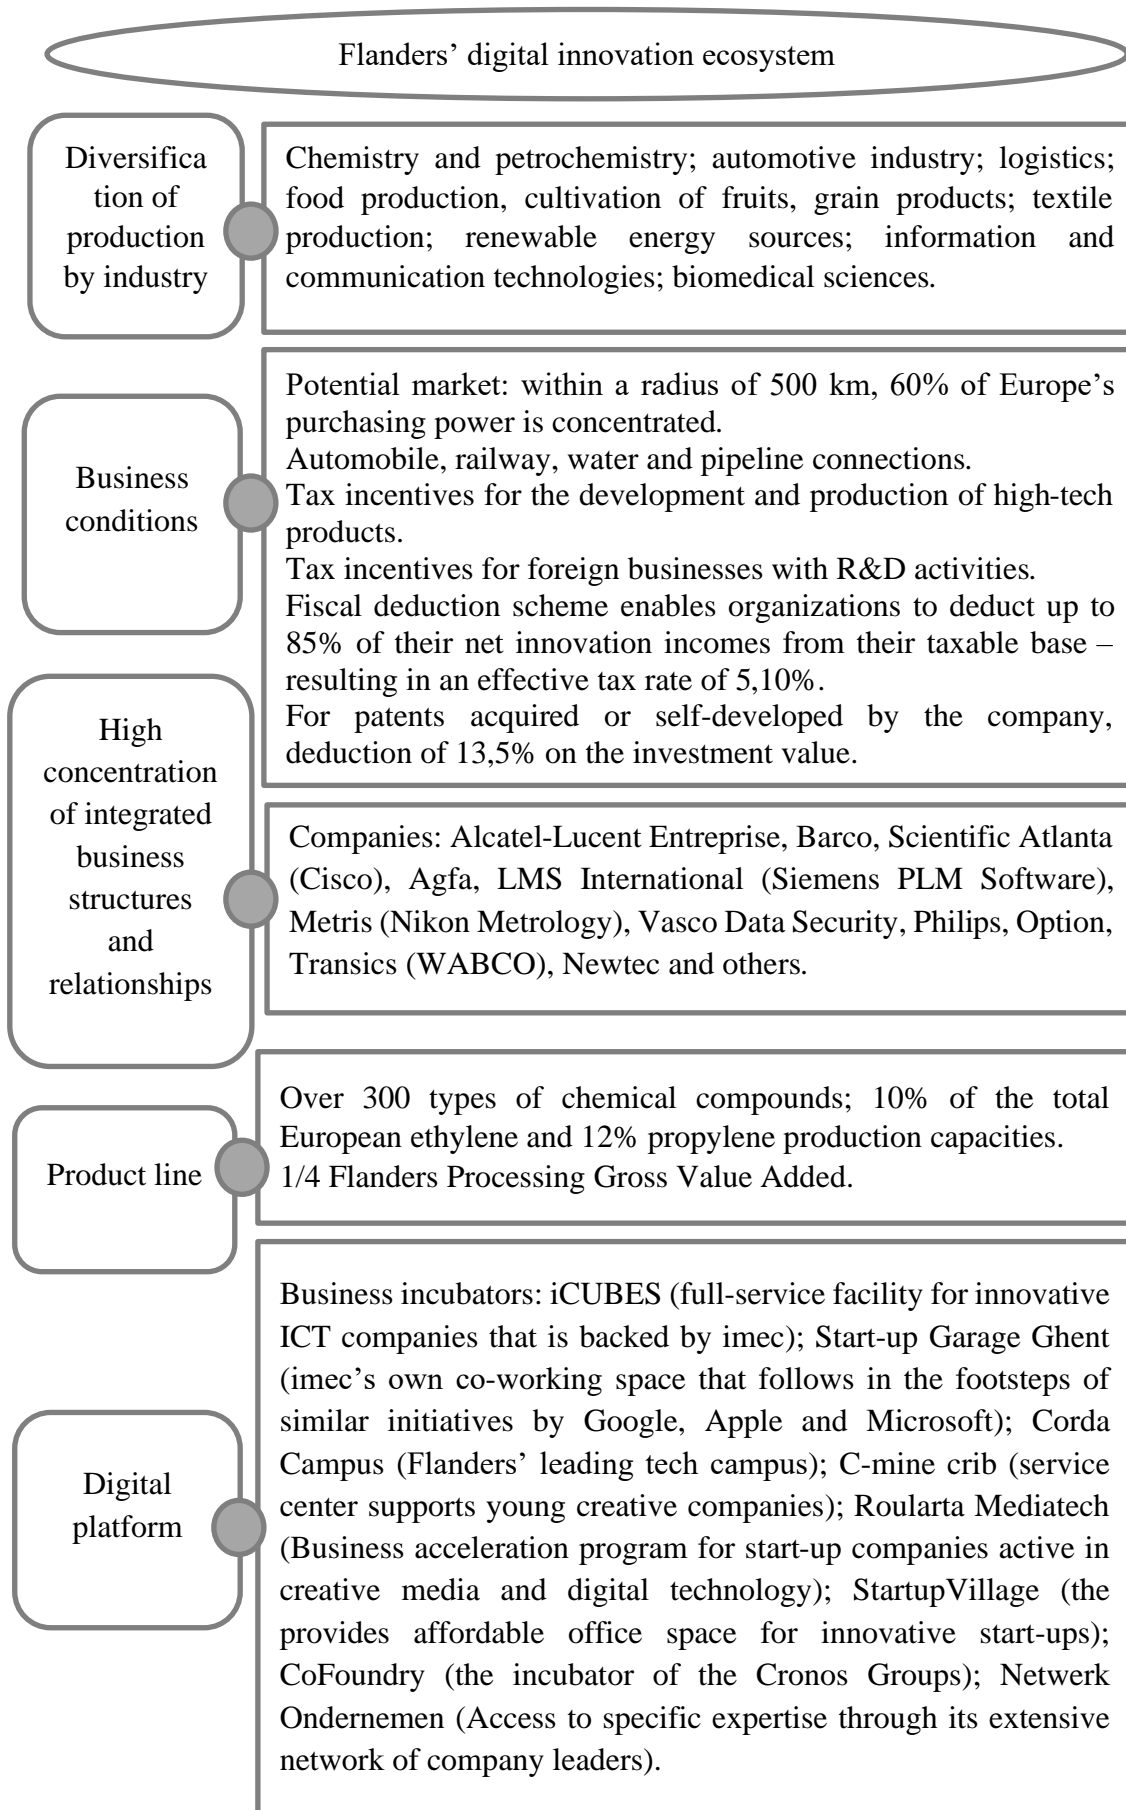 Flanders’ digital innovation ecosystem
Diversifica
tion of
production
by industry
Chemistry and petrochemistry; automotive industry; logistics;
food production, cultivation of fruits, grain products; textile
production; renewable energy sources; information and
communication technologies; biomedical sciences.
Business
conditions
Potential market: within a radius of 500 km, 60% of Europe’s
purchasing power is concentrated.
Automobile, railway, water and pipeline connections.
Tax incentives for the development and production of high-tech
products.
Tax incentives for foreign businesses with R&D activities.
Fiscal deduction scheme enables organizations to deduct up to
85% of their net innovation incomes from their taxable base –
resulting in an effective tax rate of 5,10%.
For patents acquired or self-developed by the company,
deduction of 13,5% on the investment value.
High
concentration
of integrated
business
structures
and
relationships
Companies: Alcatel-Lucent Entreprise, Barco, Scientific Atlanta
(Cisco), Agfa, LMS International (Siemens PLM Software),
Metris (Nikon Metrology), Vasco Data Security, Philips, Option,
Transics (WABCO), Newtec and others.
Product line
Over 300 types of chemical compounds; 10% of the total
European ethylene and 12% propylene production capacities.
1/4 Flanders Processing Gross Value Added.
Digital
platform
Business incubators: iCUBES (full-service facility for innovative
ICT companies that is backed by imec); Start-up Garage Ghent
(imec’s own co-working space that follows in the footsteps of
similar initiatives by Google, Apple and Microsoft); Corda
Campus (Flanders’ leading tech campus); C-mine crib (service
center supports young creative companies); Roularta Mediatech
(Business acceleration program for start-up companies active in
creative media and digital technology); StartupVillage (the
provides affordable office space for innovative start-ups);
CoFoundry (the incubator of the Cronos Groups); Netwerk
Ondernemen (Access to specific expertise through its extensive
network of company leaders).